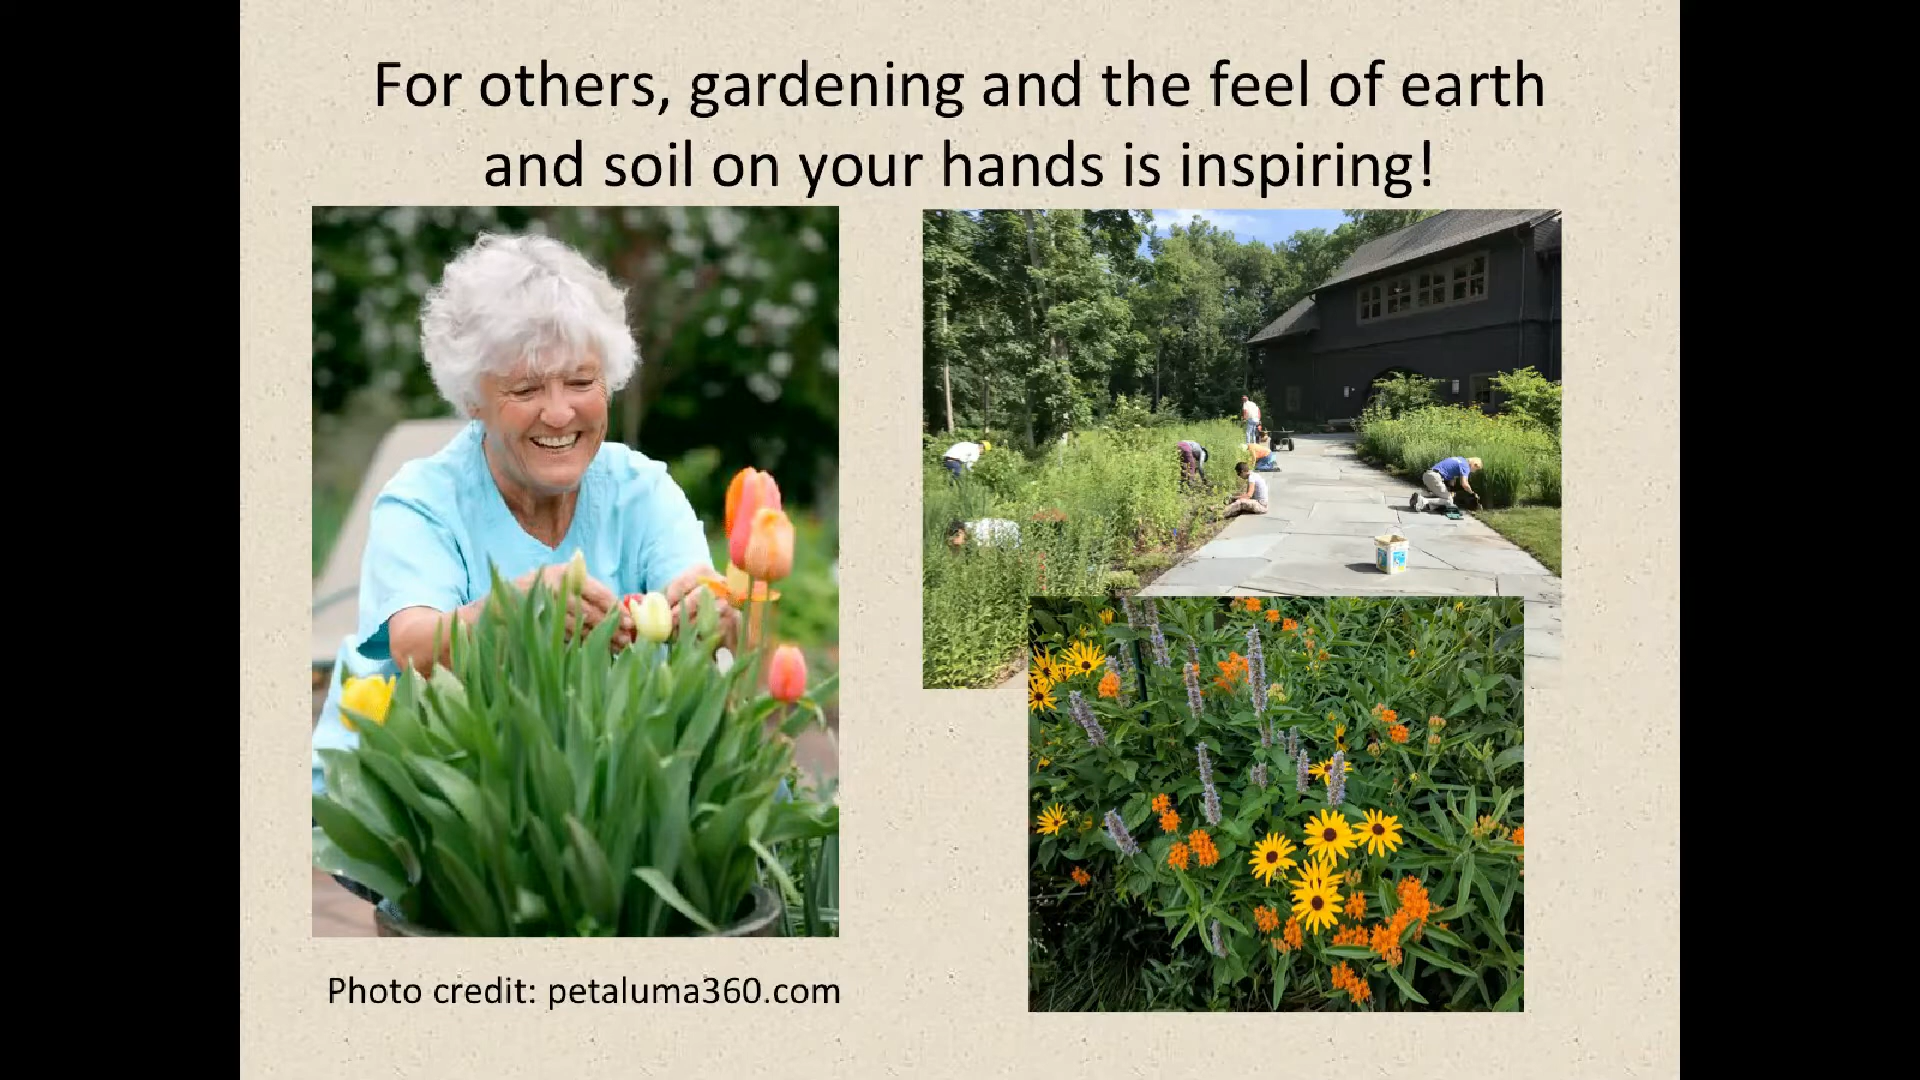 For others, gardening and the feel of earth
and soil on your hands is inspiring!
Photo credit: petaluma360.com